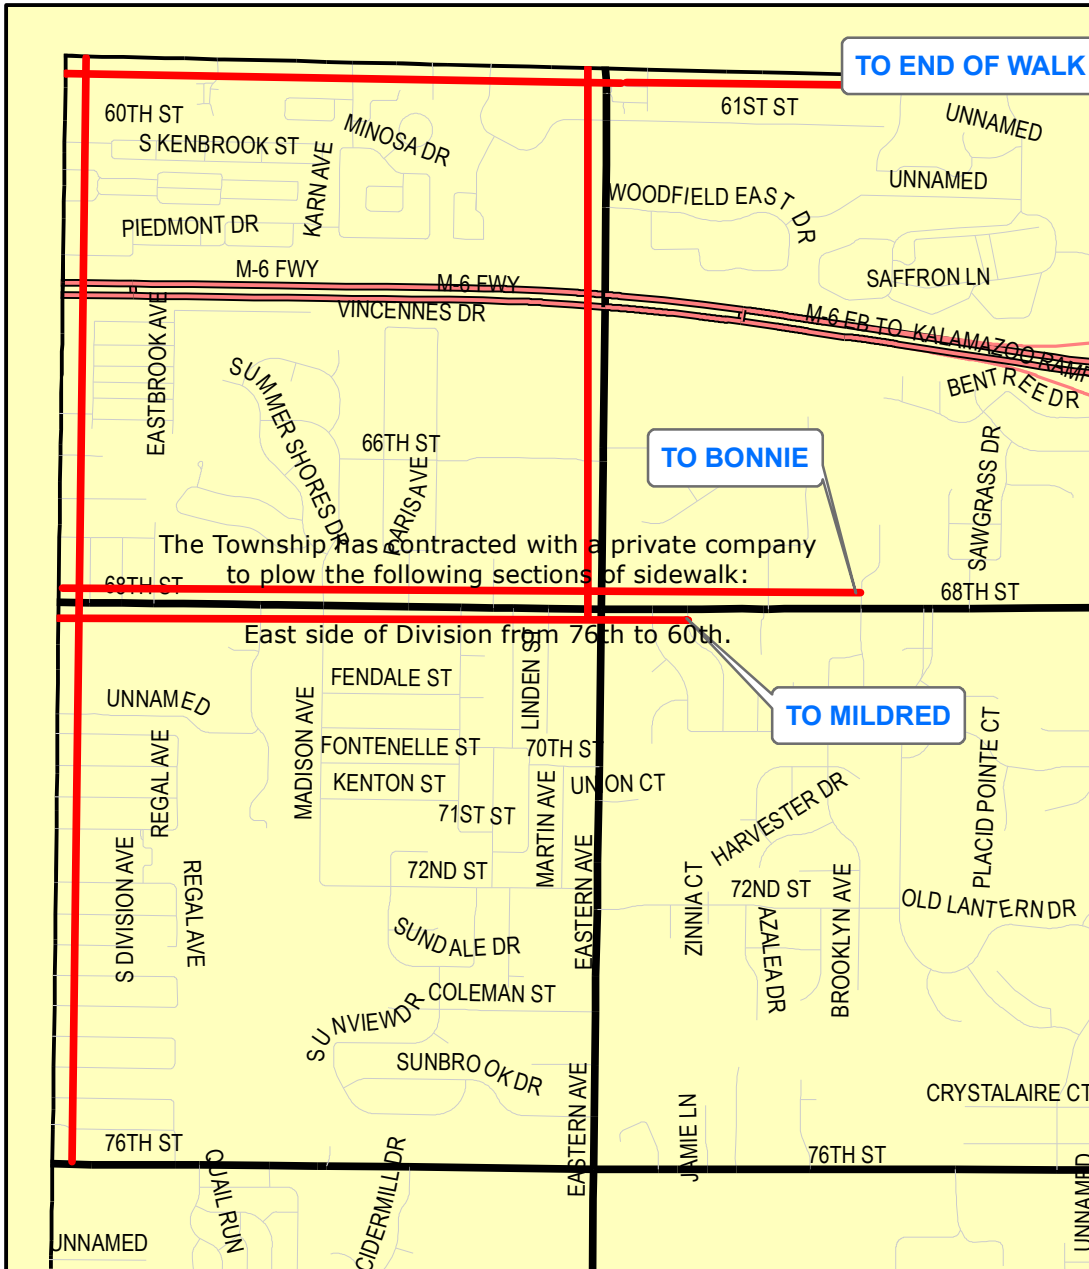 TO END OF WALK
60TH ST
61ST ST
UNNAMED
S KENBROOK ST
MINOSA DR
KARN AVE
UNNAMED
WOODFIELD EAST DR
PIEDMONT DR
M-6 FWY
M-6 FWY
SAFFRON LN
VINCENNES DR
M-6 EB TO KALAMAZOO RAMP
EASTBROOK AVE
SUMMER SHORES DR
BENTREE DR
66TH ST
TO BONNIE
PARIS AVE
SAWGRASS DR
The Township has contracted with a private company
to plow the following sections of sidewalk:
68TH ST
68TH ST
East side of Division from 76th to 60th.
LINDEN ST
FENDALE ST
UNNAMED
MADISON AVE
TO MILDRED
PLACID POINTE CT
REGAL AVE
FONTENELLE ST
70TH ST
KENTON ST
UNION CT
MARTIN AVE
HARVESTER DR
71ST ST
S DIVISION AVE
REGAL AVE
72ND ST
EASTERN AVE
ZINNIA CT
72ND ST
BROOKLYN AVE
OLD LANTERN DR
AZALEA DR
SUNDALE DR
COLEMAN ST
SUNVIEW DR
SUNBROOK DR
EASTERN AVE
JAMIE LN
CRYSTALAIRE CT
76TH ST
76TH ST
QUAIL RUN
CIDERMILL DR
UNNAMED
UNNAMED